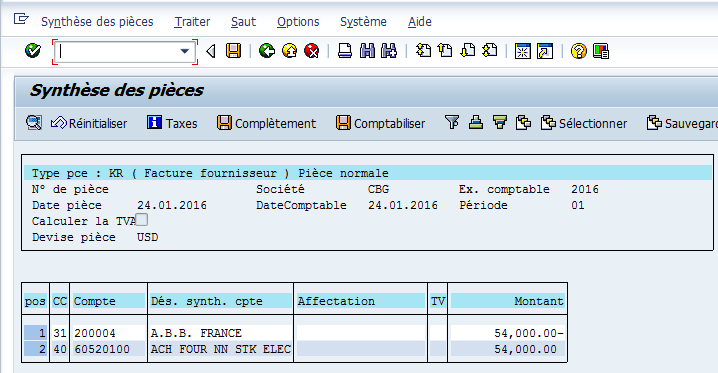 Synthèse des pièces Traiter Saut Options Système Aide
Synthèse des pièces
Réinitialiser Taxes Complètement Comptabiliser Sélectionner Sauvegar
Type pce : KR ( Facture fournisseur ) Pièce normale
N° de pièce Société CBG Ex. comptable 2016
Date pièce 24.01.2016 DateComptable 24.01.2016 Période 01
Calculer la TVA
Devise pièce USD
pos CC Compte Dés. synth. cpte Affectation TV Montant
1 31 200004 A.B.B. FRANCE 54,000.00-
2 40 60520100 ACH FOUR NN STK ELEC 54,000.00